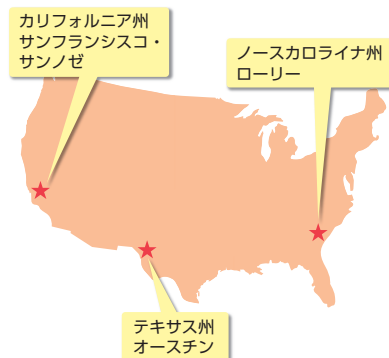 カリフォルニア州
サンフランシスコ・
サンノゼ
ノースカロライナ州
ローリー
テキサス州
オースチン